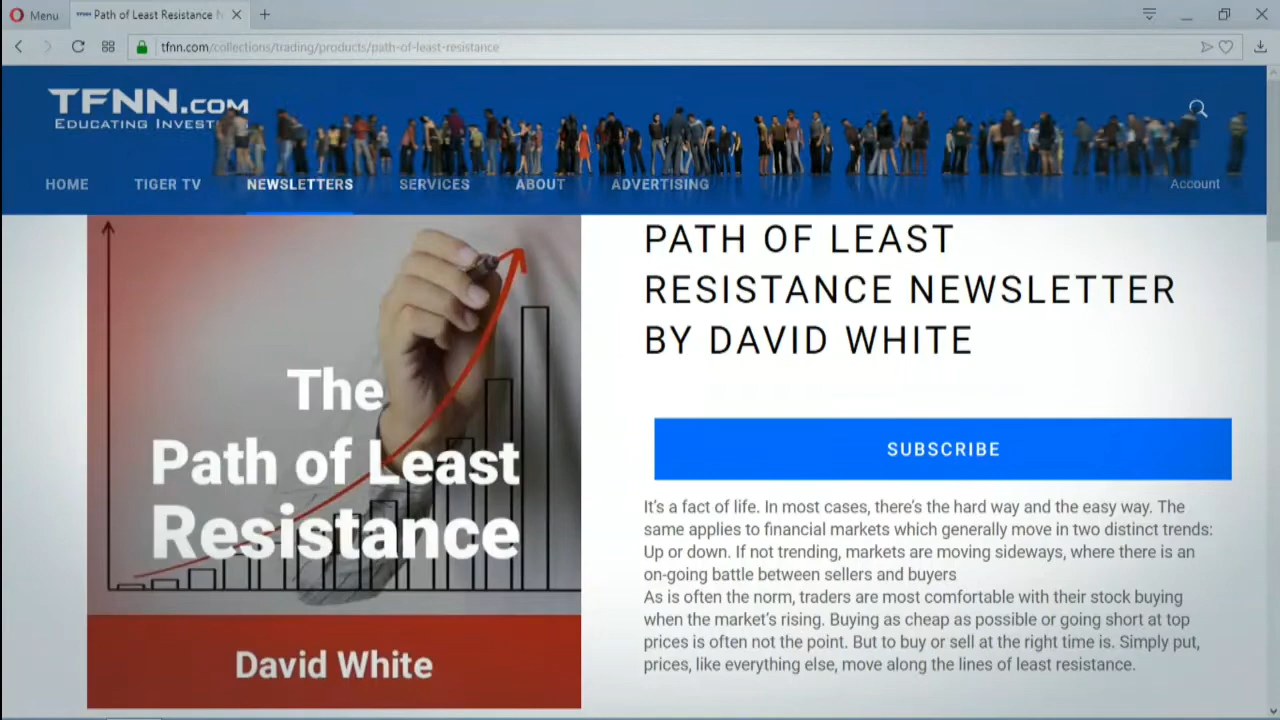 Menu
Path of Least Resistance
tfnn.com/collections/trading/products/path-of-least-resistance
TFNN.COM
EDUCATING
HOME
TIGER TV
NEWSLETTERS
SERVICES
ABOUT
ADVERTISING
Account
The
Path of Least
Resistance
David White
PATH OF LEAST
RESISTANCE NEWSLETTER
BY DAVID WHITE
SUBSCRIBE
It's a fact of life. In most cases, there's the hard way and the easy way. The
same applies to financial markets which generally move in two distinct trends:
Up or down. If not trending, markets are moving sideways, where there is an
on-going battle between sellers and buyers
As is often the norm, traders are most comfortable with their stock buying
when the market's rising. Buying as cheap as possible or going short at top
prices is often not the point. But to buy or sell at the right time is. Simply put,
prices, like everything else, move along the lines of least resistance.